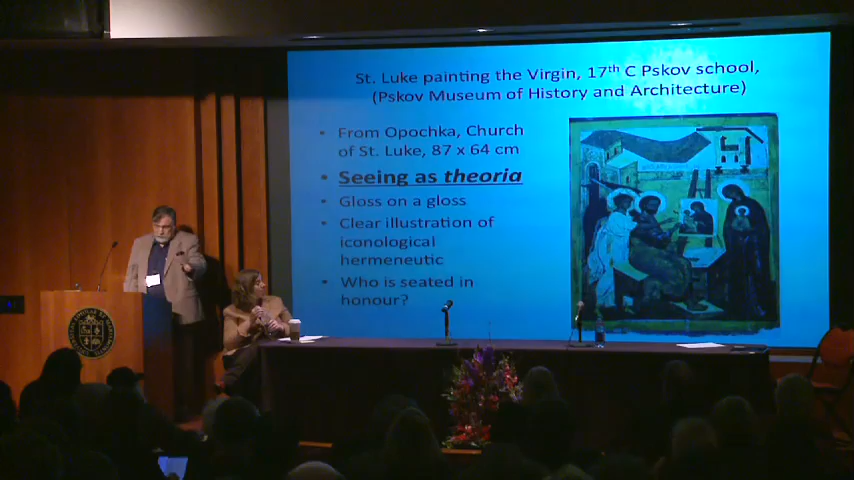 St. Luke painting the Virgin, 17th C Pskov school,
(Pskov Museum of History and Architecture)
• From Opochka, Church
of St. Luke, 87 x 64 cm
• Seeing as theoria
• Gloss on a gloss
• Clear illustration of
iconological
hermeneutic
• Who is seated in
honour?